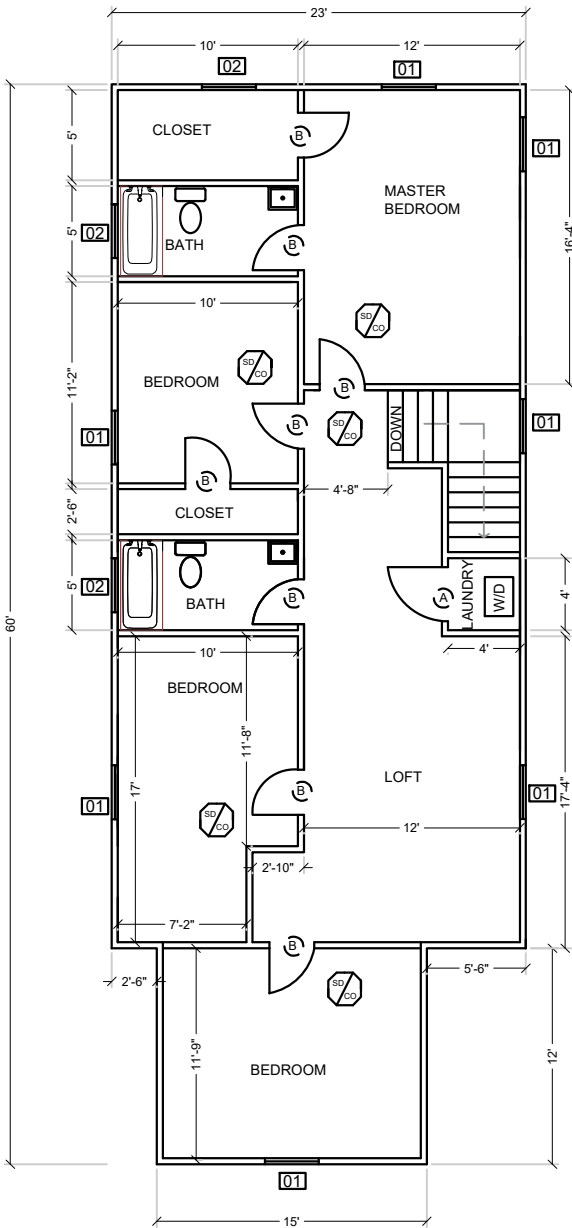 23'
10'
12'
02
01
CLOSET
B
5'
01
MASTER
BEDROOM
16'-4"
02
5'
BATH
B
10'
SD
CO
11'-2"
BEDROOM
SD
CO
B
01
B
SD
CO
DOWN
01
B
4'-8"
2'-6"
CLOSET
02
5'
BATH
B
A
LAUNDRY
W/D
4'
60'
10'
4'
BEDROOM
11'-8"
17'
LOFT
01
B
01
17'-4"
SD
CO
12'
2'-10"
7'-2"
B
2'-6"
5'-6"
SD
CO
11'-9"
BEDROOM
12'
01
15'